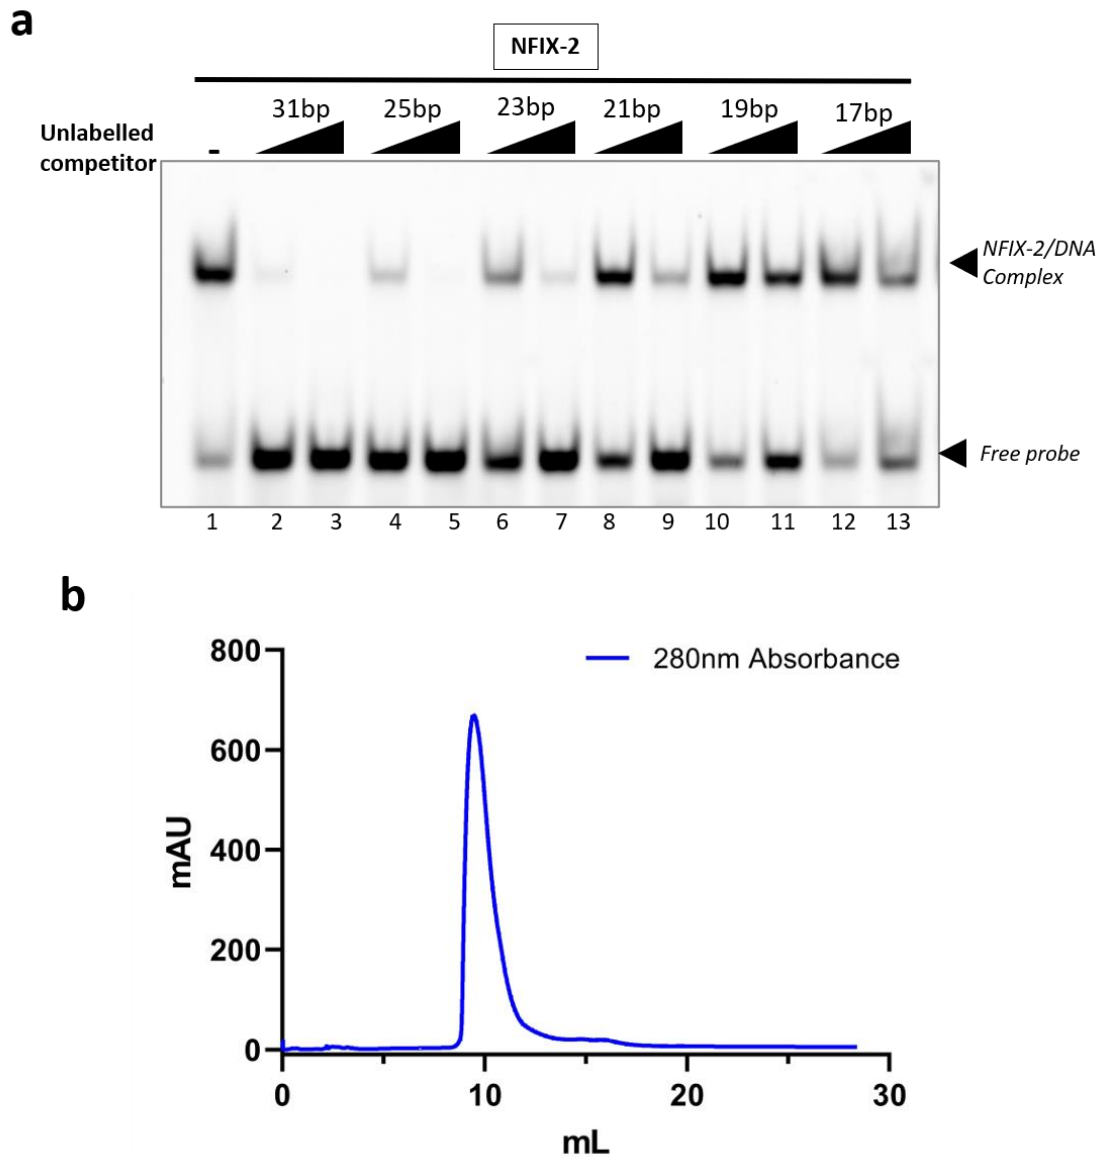 a
NFIX-2
31bp 25bp 23bp 21bp 19bp 17bp
Unlabelled
competitor
-
NFIX-2/DNA
Complex
Free probe
1 2 3 4 5 6 7 8 9 10 11 12 13
b
280nm Absorbance
800
600
400
200
0
mAU
0 10 20 30
mL